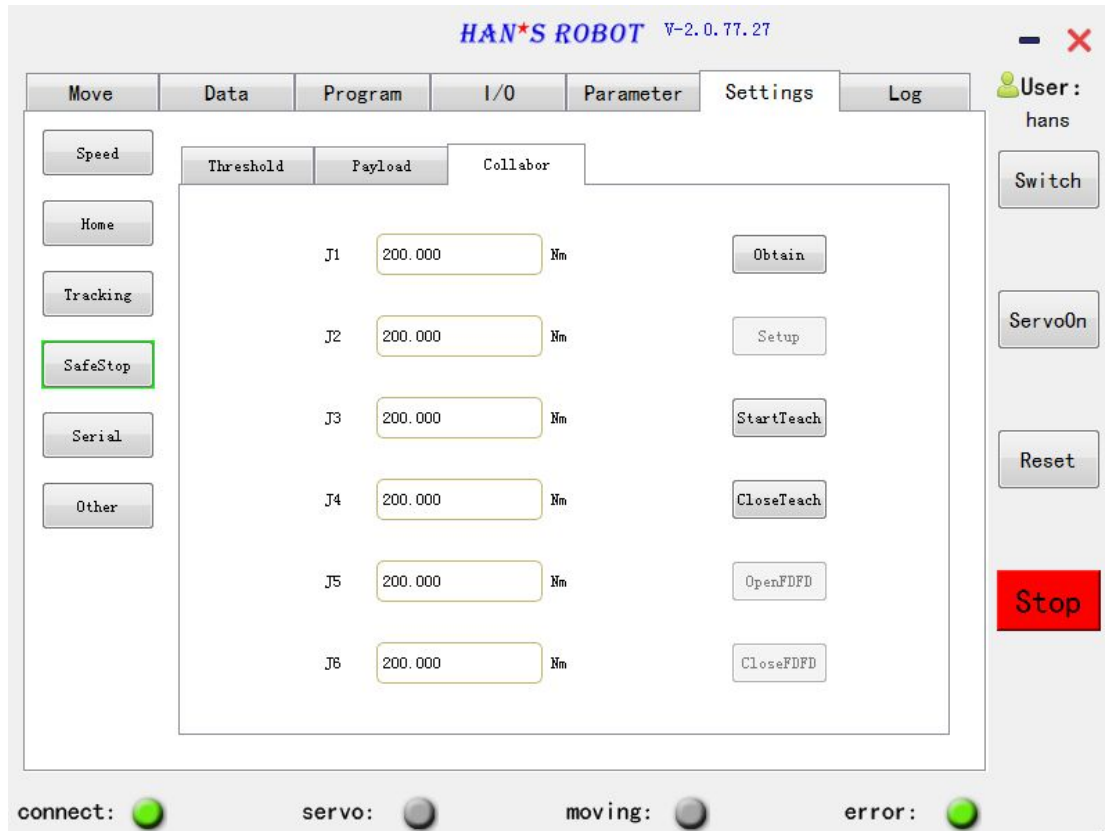 HAN★S ROBOT V-2.0.77.27
Move Data Program I/O Parameter Settings Log
User:
hans
Speed
Home
Tracking
SafeStop
Serial
Other
Threshold Payload Collabor
J1 200.000 Nm Obtain
J2 200.000 Nm Setup
J3 200.000 Nm StartTeach
J4 200.000 Nm CloseTeach
J5 200.000 Nm OpenFDFD
J6 200.000 Nm CloseFDFD
Switch
ServoOn
Reset
Stop
connect: servo: moving: error: